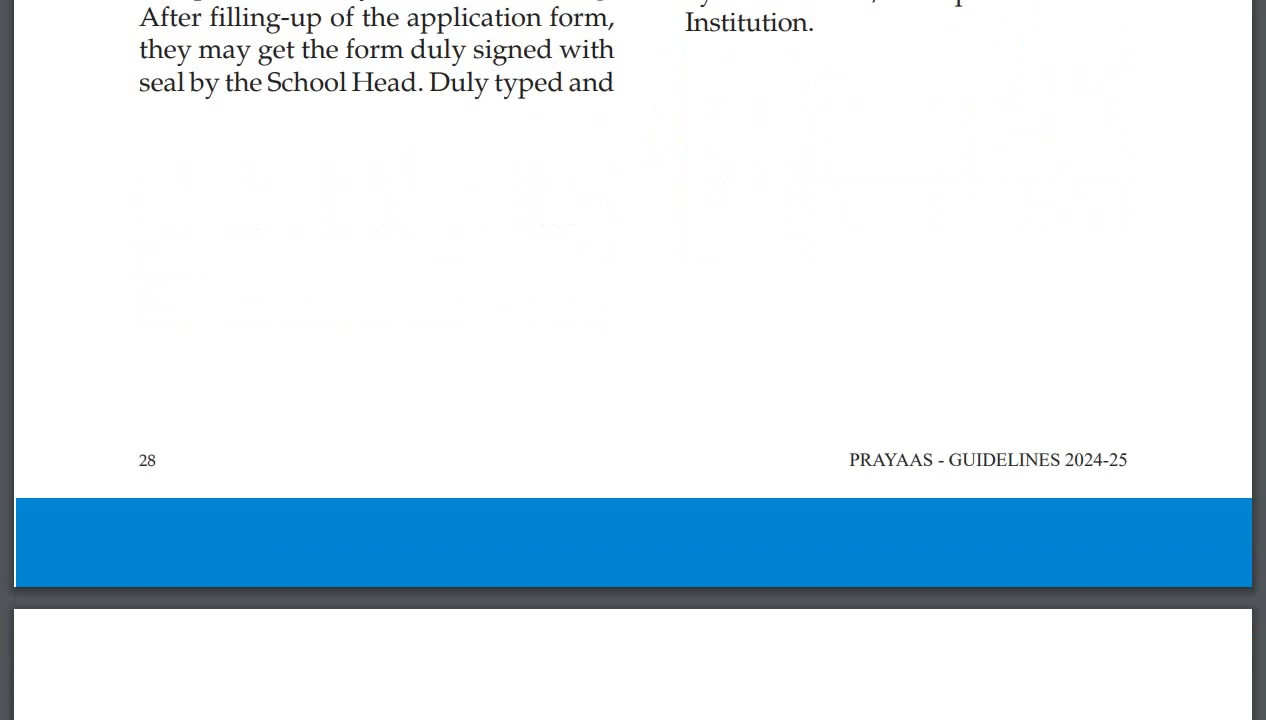 After filling-up of the application form,
they may get the form duly signed with
seal by the School Head. Duly typed and
Institution.
28
PRAYAAS - GUIDELINES 2024-25